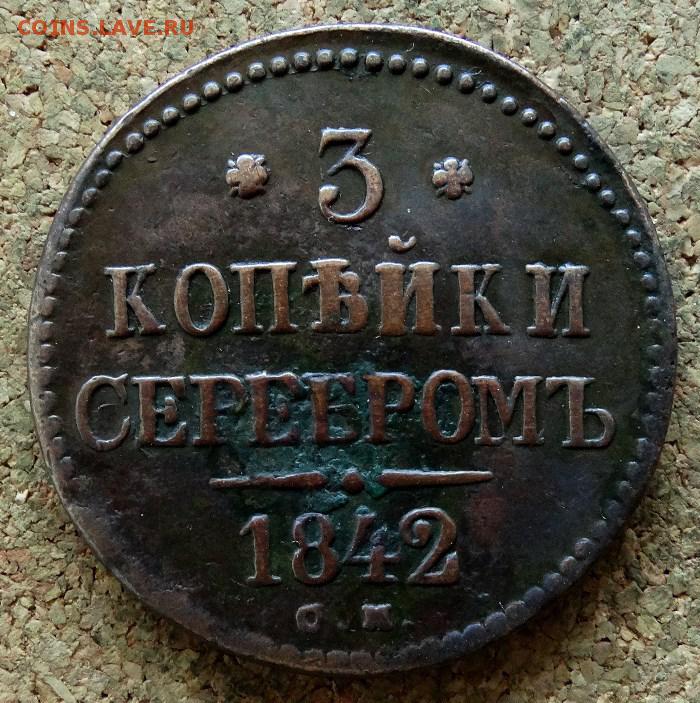 COINS.LAVE.RU
3
КОПѢЙКИ
СЕРЕБРОМЪ
1842
С М